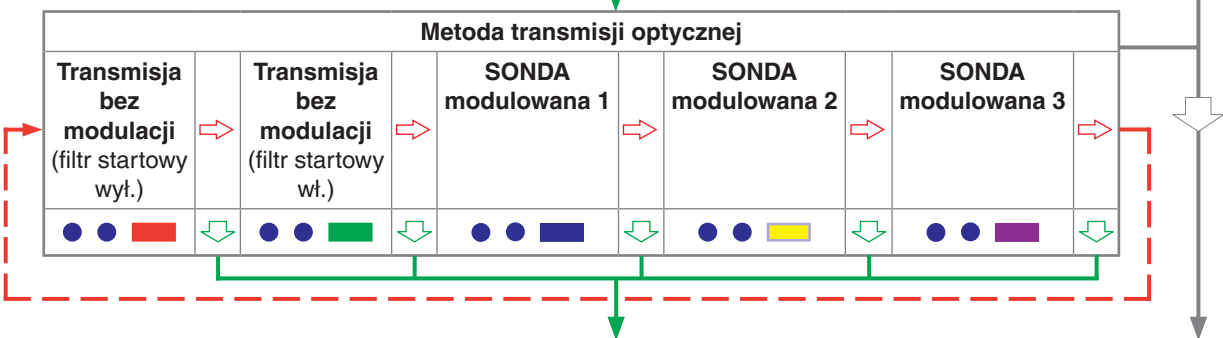 Metoda transmisji optycznej
Transmisja
bez
modulacji
(filtr startowy
wył.)
Transmisja
bez
modulacji
(filtr startowy
wł.)
SONDA
modulowana 1
SONDA
modulowana 2
SONDA
modulowana 3